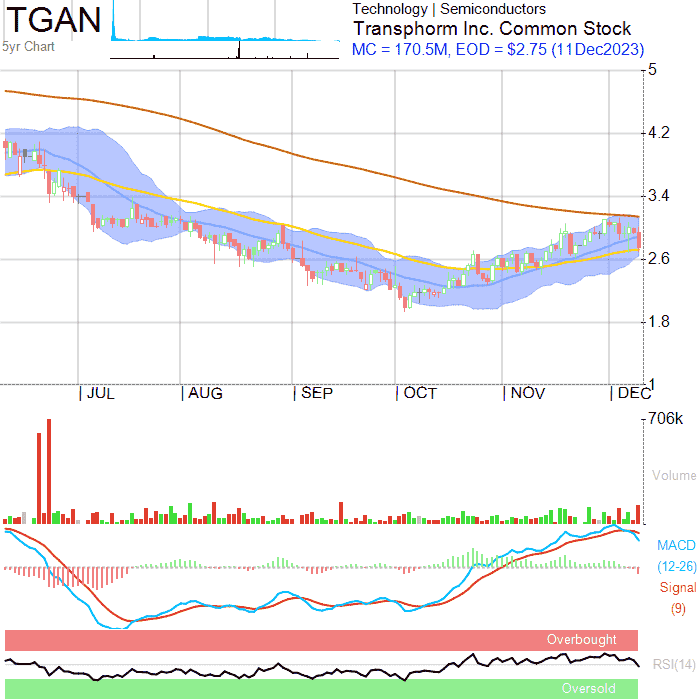 TGAN
5yr Chart
Technology | Semiconductors
Transphorm Inc. Common Stock
MC = 170.5M, EOD = $2.75 (11Dec2023)
5
4.2
3.4
2.6
1.8
1
| JUL | AUG | SEP | OCT | NOV | DEC
706k
Volume
MACD
(12-26)
Signal
(9)
Overbought
RSI(14)
Oversold